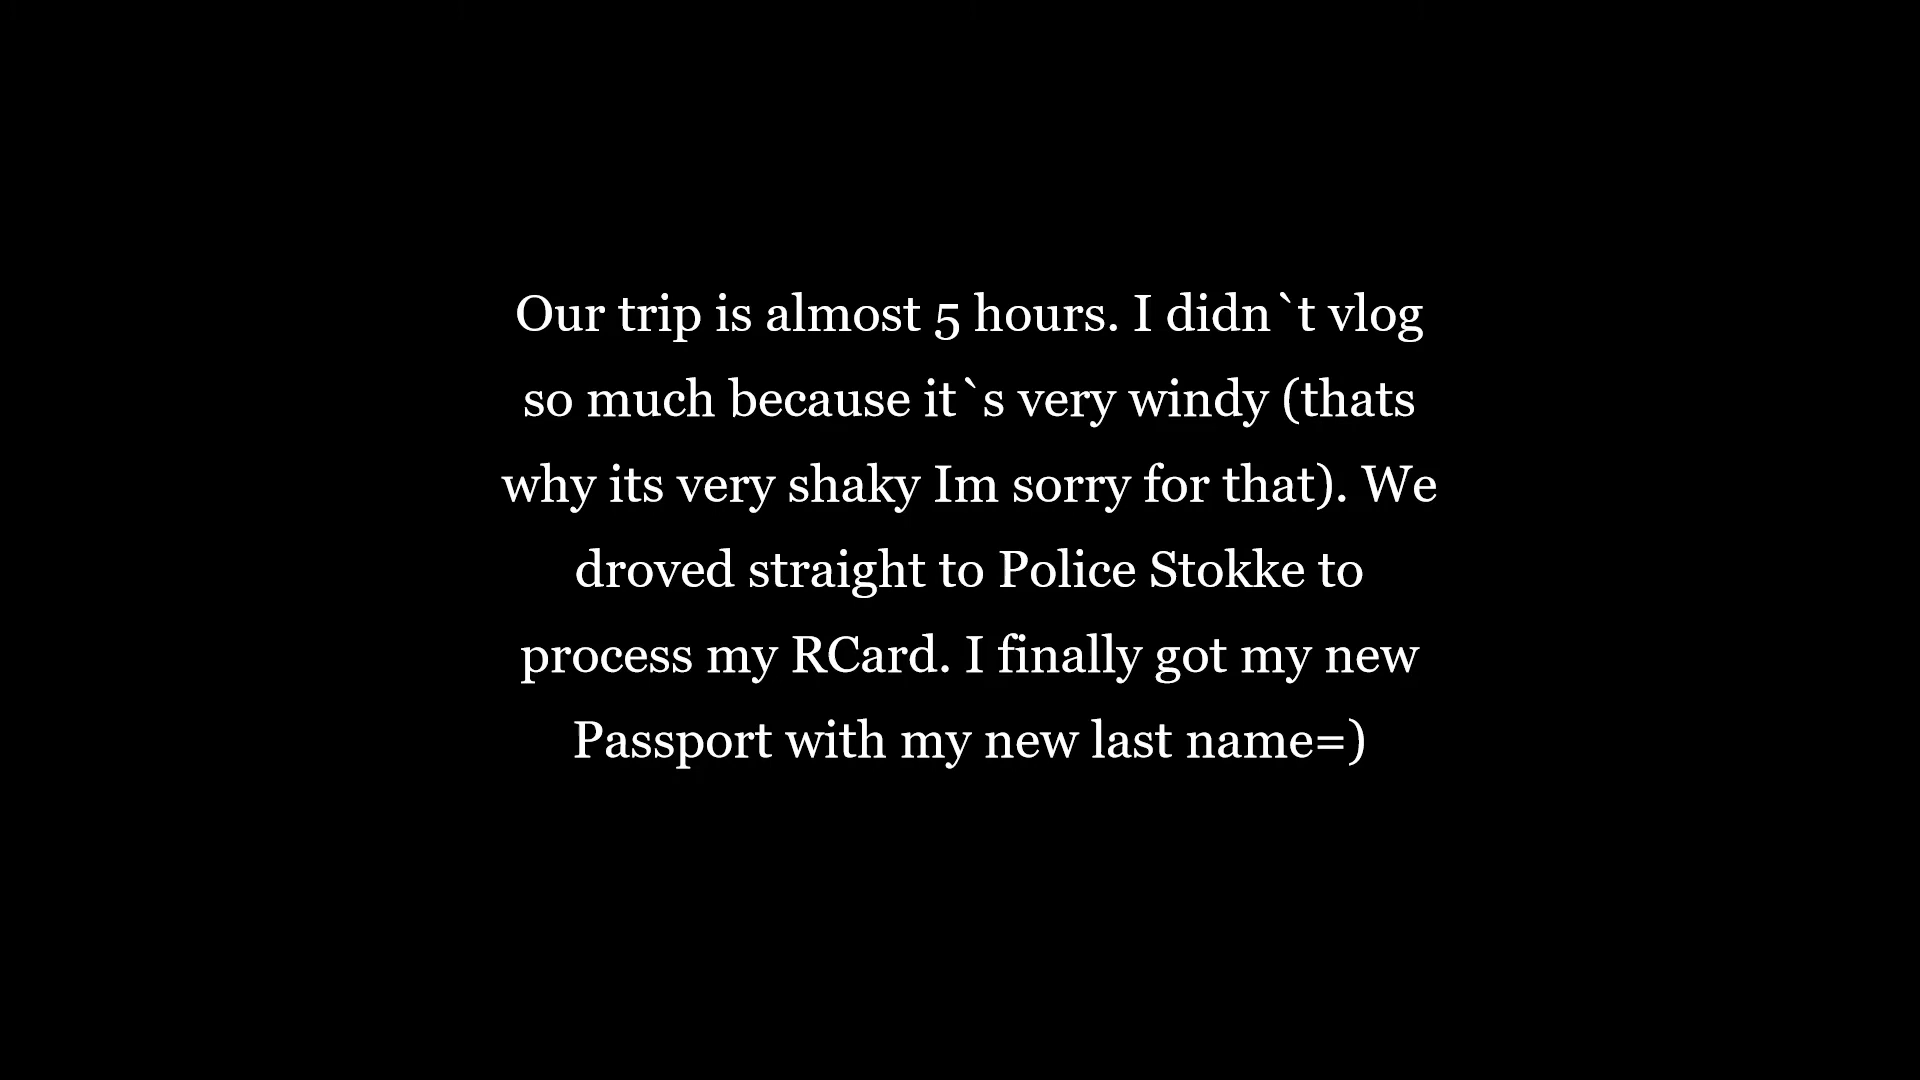 Our trip is almost 5 hours. I didn`t vlog
so much because it`s very windy (thats
why its very shaky Im sorry for that). We
droved straight to Police Stokke to
process my RCard. I finally got my new
Passport with my new last name=)